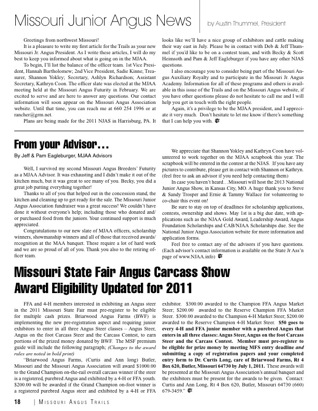 Missouri Junior Angus News
by Austin Thummel, President
Greetings from northwest Missouri!
It is a pleasure to write my first article for the Trails as your new
Missouri Jr. Angus President. As I write these articles, I will do my
best to keep you informed about what is going on in the MJAA.
To begin, I'll list the balance of the officer team. 1st Vice President,
Hannah Bartholomew, 2nd Vice President, Sadie Kinne, Treasurer,
Shannon Yokley; Secretary, Ashlyn Richardson, Assistant
Secretary, Kathryn Coon. The officer team was elected at the MJAA
meeting held at the Missouri Angus Futurity in February. We are
excited to serve and are here to answer any questions. Our contact
information will soon appear on the Missouri Angus Association
website. Until that time, you can reach me at 660 254 1996 or at
rancher@grm.net.
Plans are being made for the 2011 NJAS in Harrisburg, PA. It
looks like we'll have a nice group of exhibitors and cattle making
their way east in July. Please be in contact with Deb & Jeff Thummel
if you'd like to be on a contest team, and with Becky & Scott
Heimsoth and Pam & Jeff Engleburger if you have any other NJAS
questions.
I also encourage you to consider being part of the Missouri Angus
Auxiliary Royalty and to participate in the Missouri Jr. Angus
Academy. Information for all of these programs and others is available
in this issue of the Trails and on the Missouri Angus website, if
you have other questions please do not hesitate to call me and I will
help you get in touch with the right people.
Again, it's a privilege to be the MJAA president, and I appreciate
it very much. Don't hesitate to let me know if there's something
that I can help you with.
From your Advisor…
By Jeff & Pam Engleburger, MJAA Advisors
Well, I survived my second Missouri Angus Breeders' Futurity
as a MJAA Advisor. It was exhausting and I didn't make it out of the
kitchen much, but it was great to see many of you. Becky, you did a
great job putting everything together!
Thanks to all of you that helped out in the concession stand, the
kitchen and cleaning up to get ready for the sale. The Missouri Junior
Angus Association fundraiser was a great success! We couldn't have
done it without everyone's help, including those who donated and
or purchased food from the juniors. Your continued support is much
appreciated.
Congratulations to our new slate of MJAA officers, scholarship
winners, showmanship winners and all of those that received awards
recognition at the MAA banquet. These require a lot of hard work
and we are so proud of all of you. Thank you also to the retiring officer
team.
We appreciate that Shannon Yokley and Kathryn Coon have volunteered
to work together on the MJAA scrapbook this year. The
scrapbook will be entered in the contest at the NJAS. If you have any
pictures to contribute, please get in contact with Shannon or Kathryn.
(feel free to ask an advisor if you need help contacting them)
In case you haven't heard…Missouri will host the 2013 National
Junior Angus Show, in Kansas City, MO. A huge thank you to Steve
& Sundy Trooper and Ernie & Tammy Wallace for volunteering to
co-chair this event!
Be sure to stay on top of deadlines for scholarship applications,
contests, ownership and shows. May 1st is a big due date, with applications
such as the NJAA Gold Award, Leadership Award, Angus
Foundation Scholarships and CAB/NJAA Scholarships due. See the
National Junior Angus Association website for more information and
application forms.
Feel free to contact any of the advisors if you have questions.
Each advisor's contact information is available on the State Jr Ass'n
page of www.NJAA.info
Missouri State Fair Angus Carcass Show
Award Eligibility Updated for 2011
FFA and 4-H members interested in exhibiting an Angus steer
in the 2011 Missouri State Fair must pre-register to be eligible
for multiple cash prizes. Briarwood Angus Farms (BWF) is
implementing the new pre-registration aspect and requiring junior
exhibitors to enter in all three Angus Steer classes – Angus Steer,
Angus on the foot Carcass Steer and the Carcass Contest, to earn
portions of the prized money donated by BWF. The MSF premium
guide will include the following paragraph. (Changes to the award
rules are noted in bold print)
"Briarwood Angus Farms, (Curtis and Ann long) Butler,
Missouri and the Missouri Angus Association will award $1000.00
to the Grand Champion on-the-rail overall carcass winner if the steer
is a registered, purebred Angus and exhibited by a 4-H or FFA youth.
$200.00 will be awarded if the Grand Champion on-foot winner is
a registered purebred Angus steer and exhibited by a 4-H or FFA
exhibitor. $300.00 awarded to the Champion FFA Angus Market
Steer; $200.00 awarded to the Reserve Champion FFA Market
Steer. $300.00 awarded to the Champion 4-H Market Steer; $200.00
awarded to the Reserve Champion 4-H Market Steer. $50 goes to
every 4-H and FFA junior member with a purebred Angus that
enters in all three classes: Angus Steer, Angus on the foot Carcass
Steer and the Carcass Contest. Member must pre-register to
be eligible for prize money by meeting MFS entry deadline and
submitting a copy of registration papers and your completed
entry form to Dr. Curtis Long, care of Briarwood Farms, Rt 4
Box 620, Butler, Missouri 64730 by August 1, 2011. These awards
will be presented at the Missouri Angus Association's annual banquet
and the exhibitors must be present for the awards to be given. Contact:
Curtis and Ann Long, Rt 4 Box 620, Butler, Missouri 64730 (660)
679-3459."
18 | Missouri Angus Trails